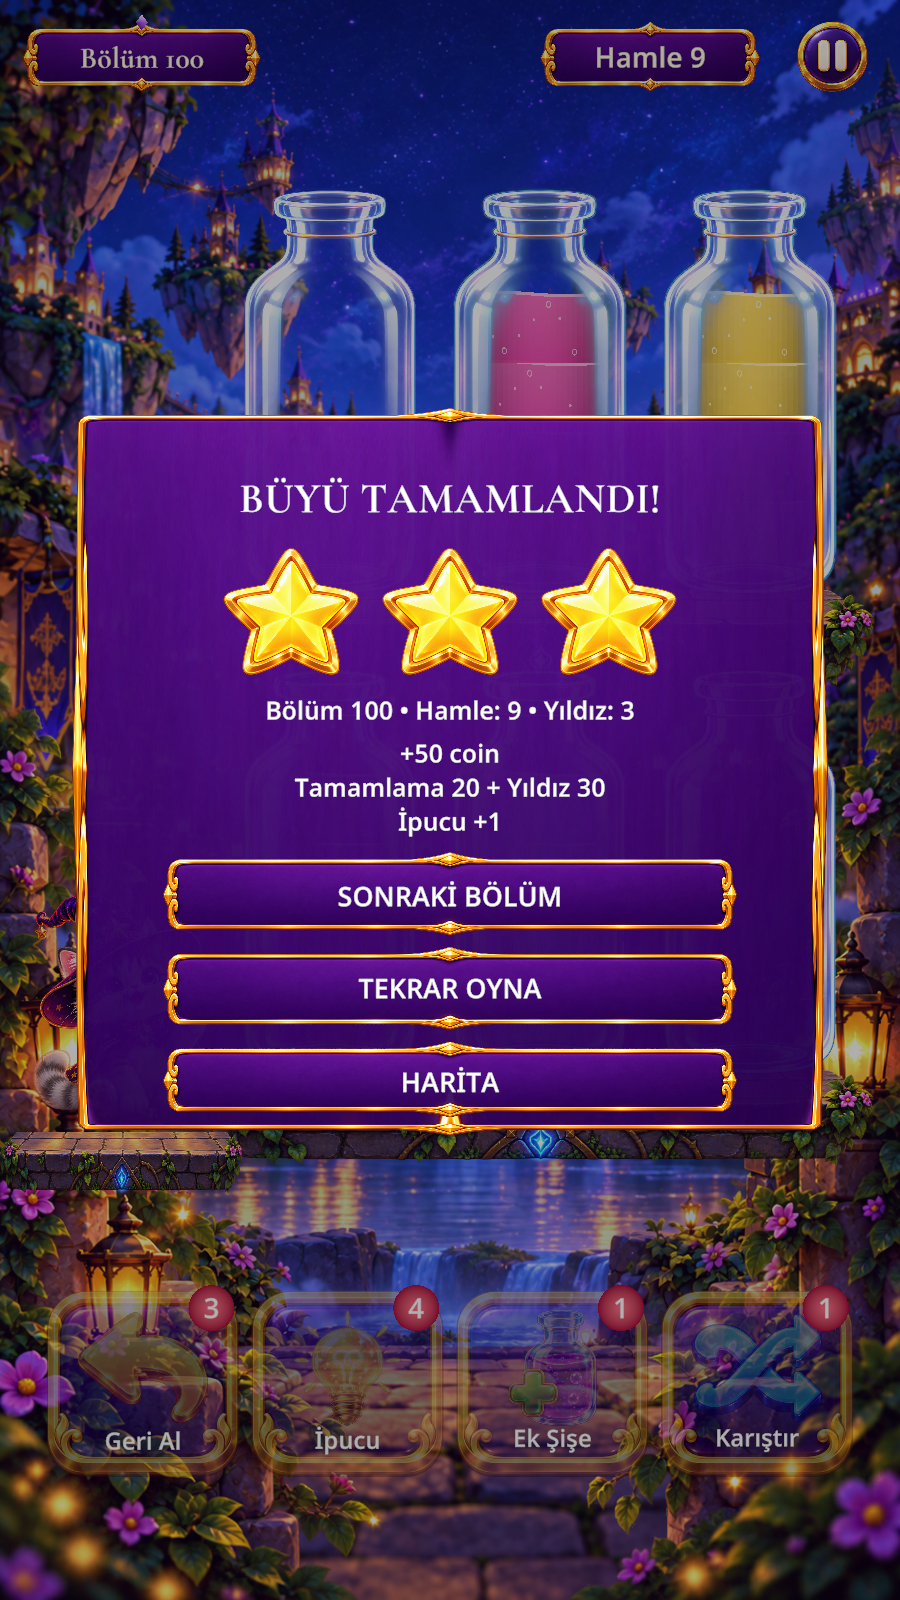 Bölüm 100
Hamle 9
BÜYÜ TAMAMLANDI!
Bölüm 100 • Hamle: 9 • Yıldız: 3
+50 coin
Tamamlama 20 + Yıldız 30
İpucu +1
SONRAKİ BÖLÜM
TEKRAR OYNA
HARİTA
3
4
1
1
Geri Al
İpucu
Ek Şişe
Karıştır